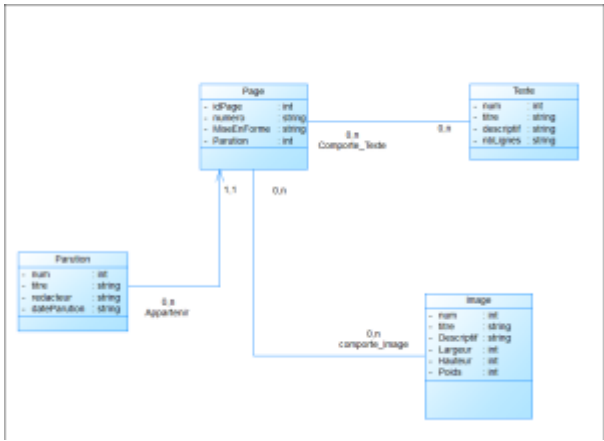 Page
- idPage : int
- numero : string
- MiseEnForme : string
- Parution : int
Texte
- num : int
- titre : string
- descriptif : string
- nbLignes : string
0,n
Comporte_Texte
0,n
1,1
0,n
Parution
- num : int
- titre : string
- redacteur : string
- dateParution : string
0,n
Appartenir
0,n
comporte_Image
Image
- num : int
- titre : string
- Descriptif : string
- Largeur : int
- Hauteur : int
- Poids : int